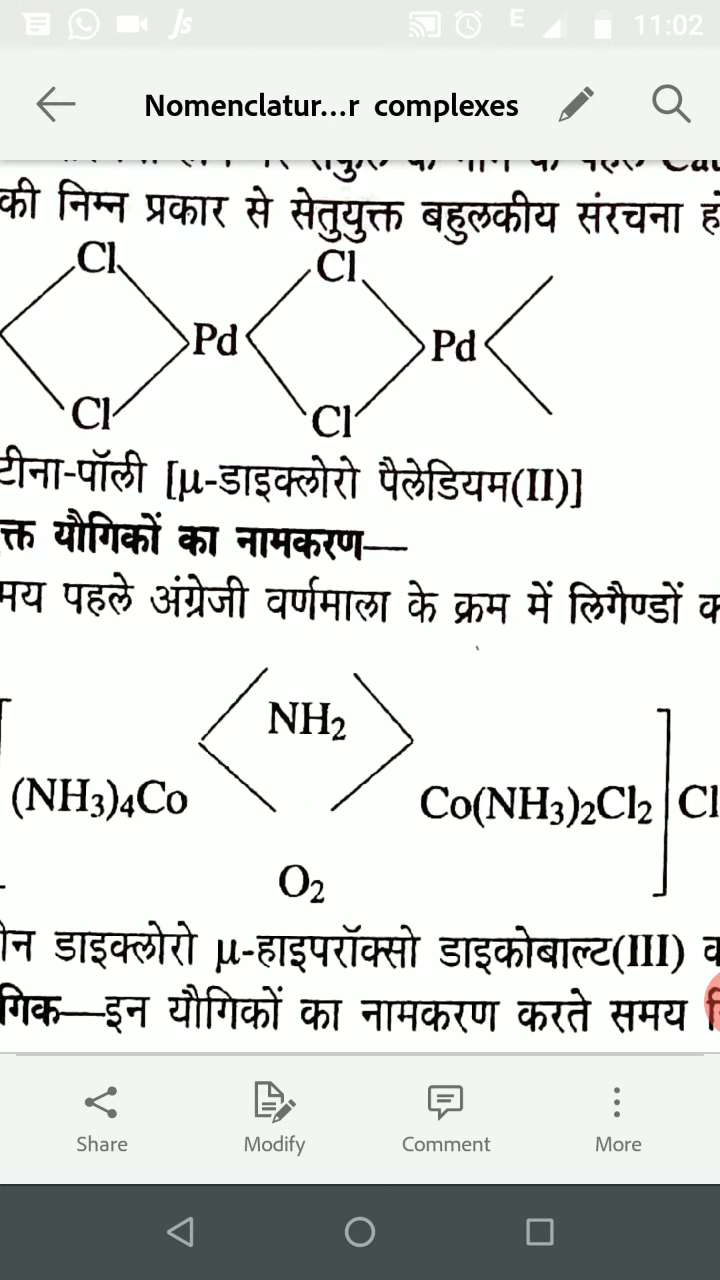 11:02
Nomenclatur...r complexes
की निम्न प्रकार से सेतुयुक्त बहुलकीय संरचना
Cl Cl
Pd Pd
Cl Cl
टीना-पॉली [μ-डाइक्लोरो पैलेडियम(II)]
क्त यौगिकों का नामकरण—
मय पहले अंग्रेजी वर्णमाला के क्रम में लिगैण्डों
NH2
(NH3)4Co Co(NH3)2Cl2 ] Cl
O2
ोन डाइक्लोरो μ-हाइपरॉक्सो डाइकोबाल्ट(III)
गिक—इन यौगिकों का नामकरण करते समय
Share Modify Comment More